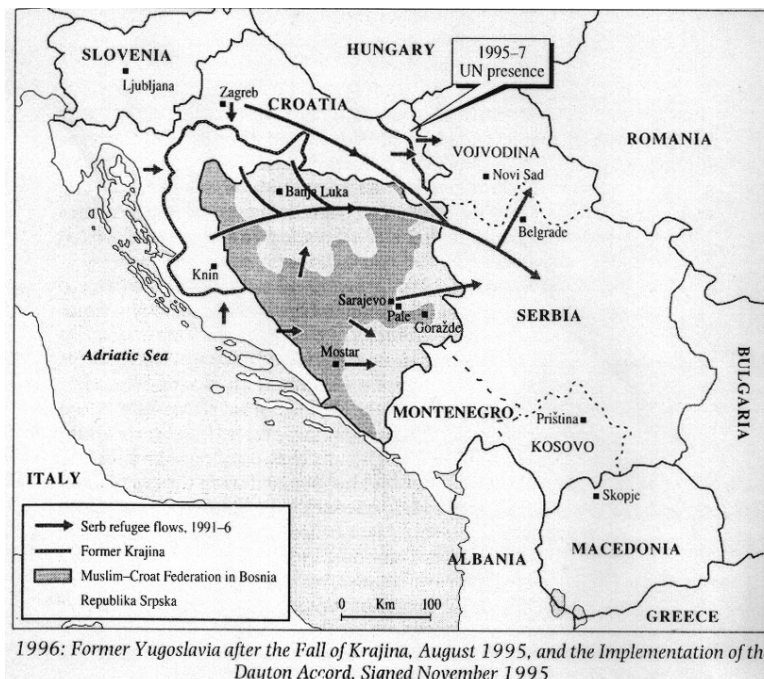 SLOVENIA
Ljubljana
HUNGARY
1995–7
UN presence
Zagreb
CROATIA
ROMANIA
VOJVODINA
Novi Sad
Banja Luka
Belgrade
Knin
Sarajevo
Pale
Goražde
SERBIA
Adriatic Sea
Mostar
MONTENEGRO
Priština
KOSOVO
BULGARIA
ITALY
Skopje
ALBANIA
MACEDONIA
GREECE
Serb refugee flows, 1991–6
Former Krajina
Muslim–Croat Federation in Bosnia
Republika Srpska
0 Km 100
1996: Former Yugoslavia after the Fall of Krajina, August 1995, and the Implementation of th
Dayton Accord, Signed November 1995